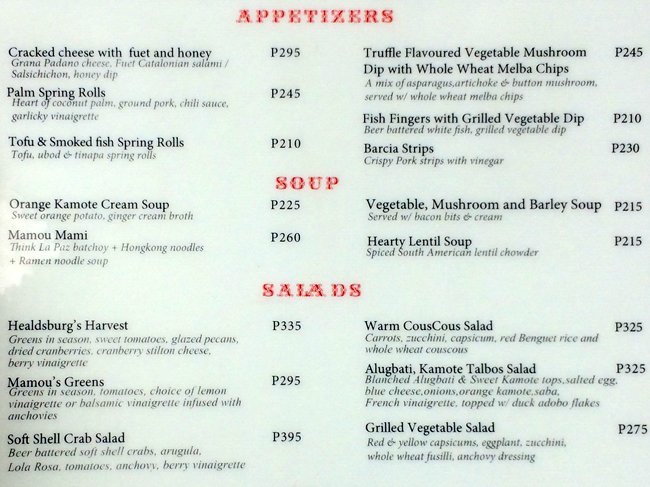 APPETIZERS
Cracked cheese with fuet and honey P295
Grana Padano cheese, Fuet Catalonian salami /
Salsichichon, honey dip
Palm Spring Rolls P245
Heart of coconut palm, ground pork, chili sauce,
garlicky vinaigrette
Tofu & Smoked fish Spring Rolls P210
Tofu, ubod & tinapa spring rolls
Truffle Flavoured Vegetable Mushroom P245
Dip with Whole Wheat Melba Chips
A mix of asparagus,artichoke & button mushroom,
served w/ whole wheat melba chips
Fish Fingers with Grilled Vegetable Dip P210
Beer battered white fish, grilled vegetable dip
Barcia Strips P230
Crispy Pork strips with vinegar
SOUP
Orange Kamote Cream Soup P225
Sweet orange potato, ginger cream broth
Mamou Mami P260
Think La Paz batchoy + Hongkong noodles
+ Ramen noodle soup
Vegetable, Mushroom and Barley Soup P215
Served w/ bacon bits & cream
Hearty Lentil Soup P215
Spiced South American lentil chowder
SALADS
Healdsburg's Harvest P335
Greens in season, sweet tomatoes, glazed pecans,
dried cranberries, cranberry stilton cheese,
berry vinaigrette
Mamou's Greens P295
Greens in season, tomatoes, choice of lemon
vinaigrette or balsamic vinaigrette infused with
anchovies
Soft Shell Crab Salad P395
Beer battered soft shell crabs, arugula,
Lola Rosa, tomatoes, anchovy, berry vinaigrette
Warm CousCous Salad P325
Carrots, zucchini, capsicum, red Benguet rice and
whole wheat couscous
Alugbati, Kamote Talbos Salad P325
Blanched Alugbati & Sweet Kamote tops,salted egg,
blue cheese,onions,orange kamote,saba,
French vinaigrette, topped w/ duck adobo flakes
Grilled Vegetable Salad P275
Red & yellow capsicums, eggplant, zucchini,
whole wheat fusilli, anchovy dressing